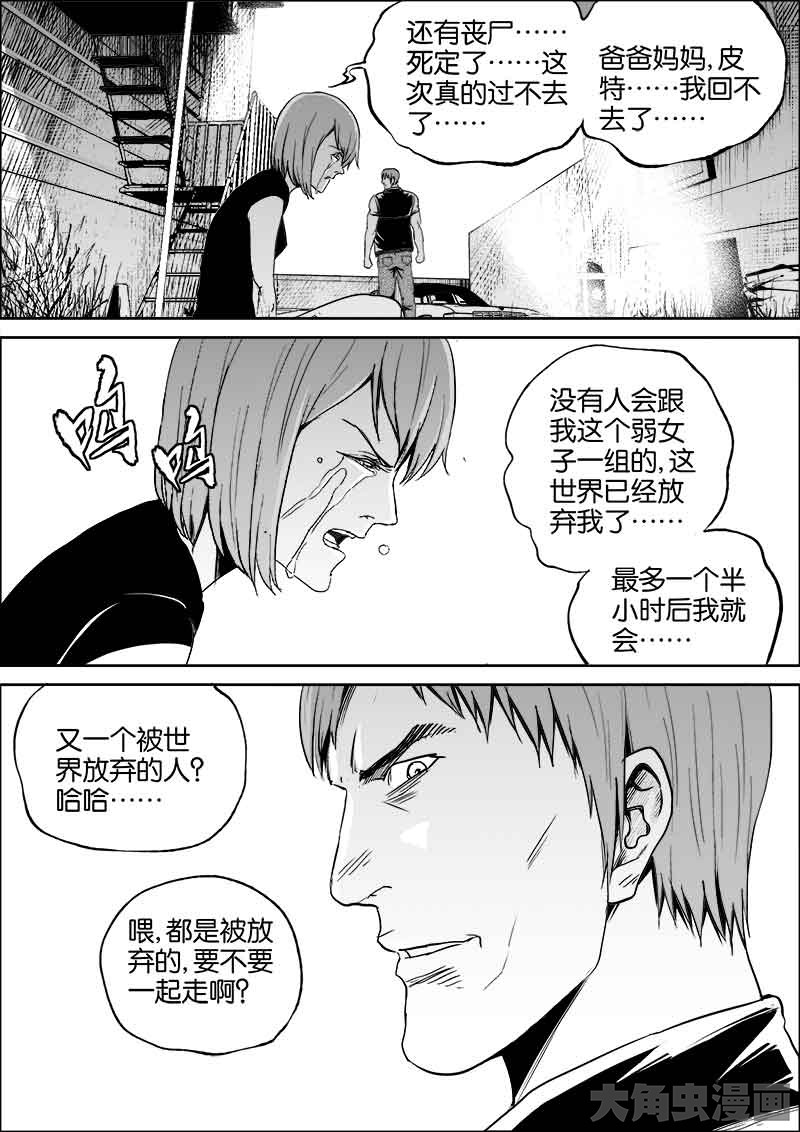 还有丧尸……
死定了……这
次真的过不去
了……
爸爸妈妈,皮
特……我回不
去了……
呜
呜
没有人会跟
我这个弱女
子一组的,这
世界已经放
弃我了……
最多一个半
小时后我就
会……
又一个被世
界放弃的人?
哈哈……
喂,都是被放
弃的,要不要
一起走啊?
大角虫漫画